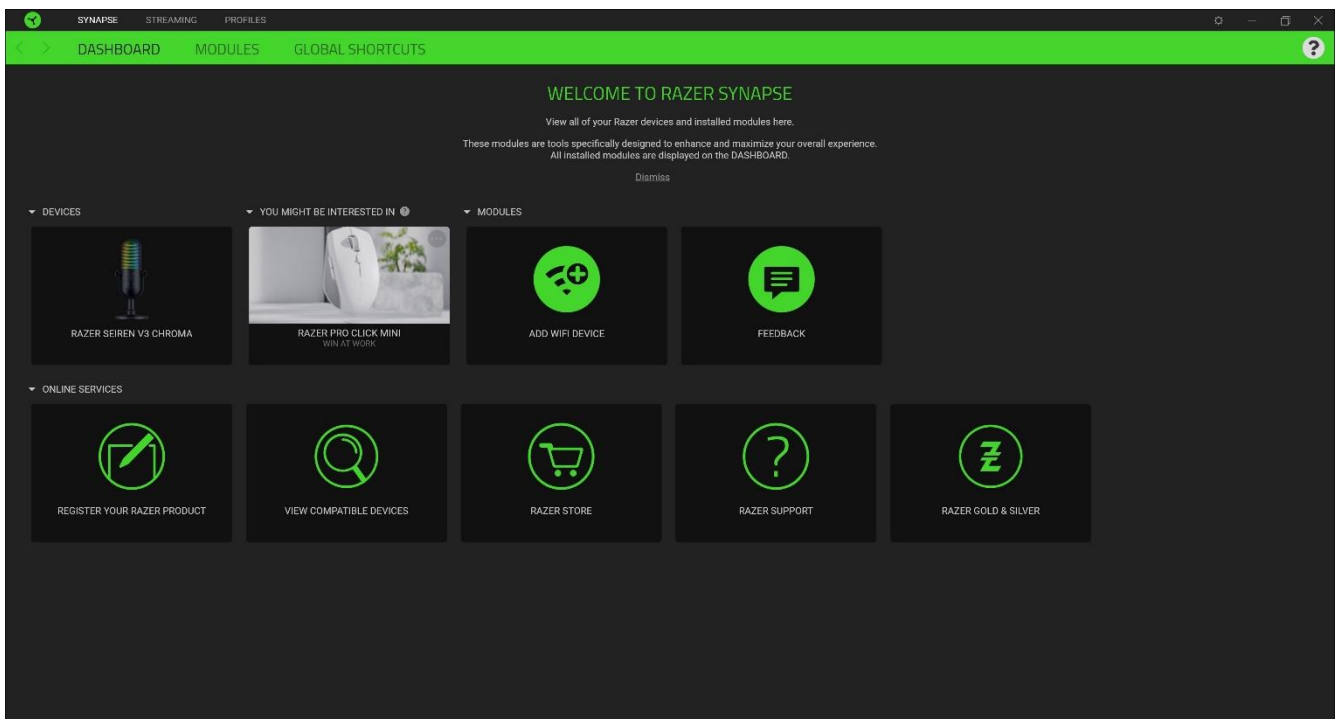 SYNAPSE STREAMING PROFILES
DASHBOARD MODULES GLOBAL SHORTCUTS ?
WELCOME TO RAZER SYNAPSE
View all of your Razer devices and installed modules here.
These modules are tools specifically designed to enhance and maximize your overall experience.
All installed modules are displayed on the DASHBOARD.
Dismiss
DEVICES
YOU MIGHT BE INTERESTED IN ?
MODULES
RAZER SEIREN V3 CHROMA
RAZER PRO CLICK MINI
WIN AT WORK
ADD WIFI DEVICE
FEEDBACK
ONLINE SERVICES
REGISTER YOUR RAZER PRODUCT
VIEW COMPATIBLE DEVICES
RAZER STORE
RAZER SUPPORT
RAZER GOLD & SILVER